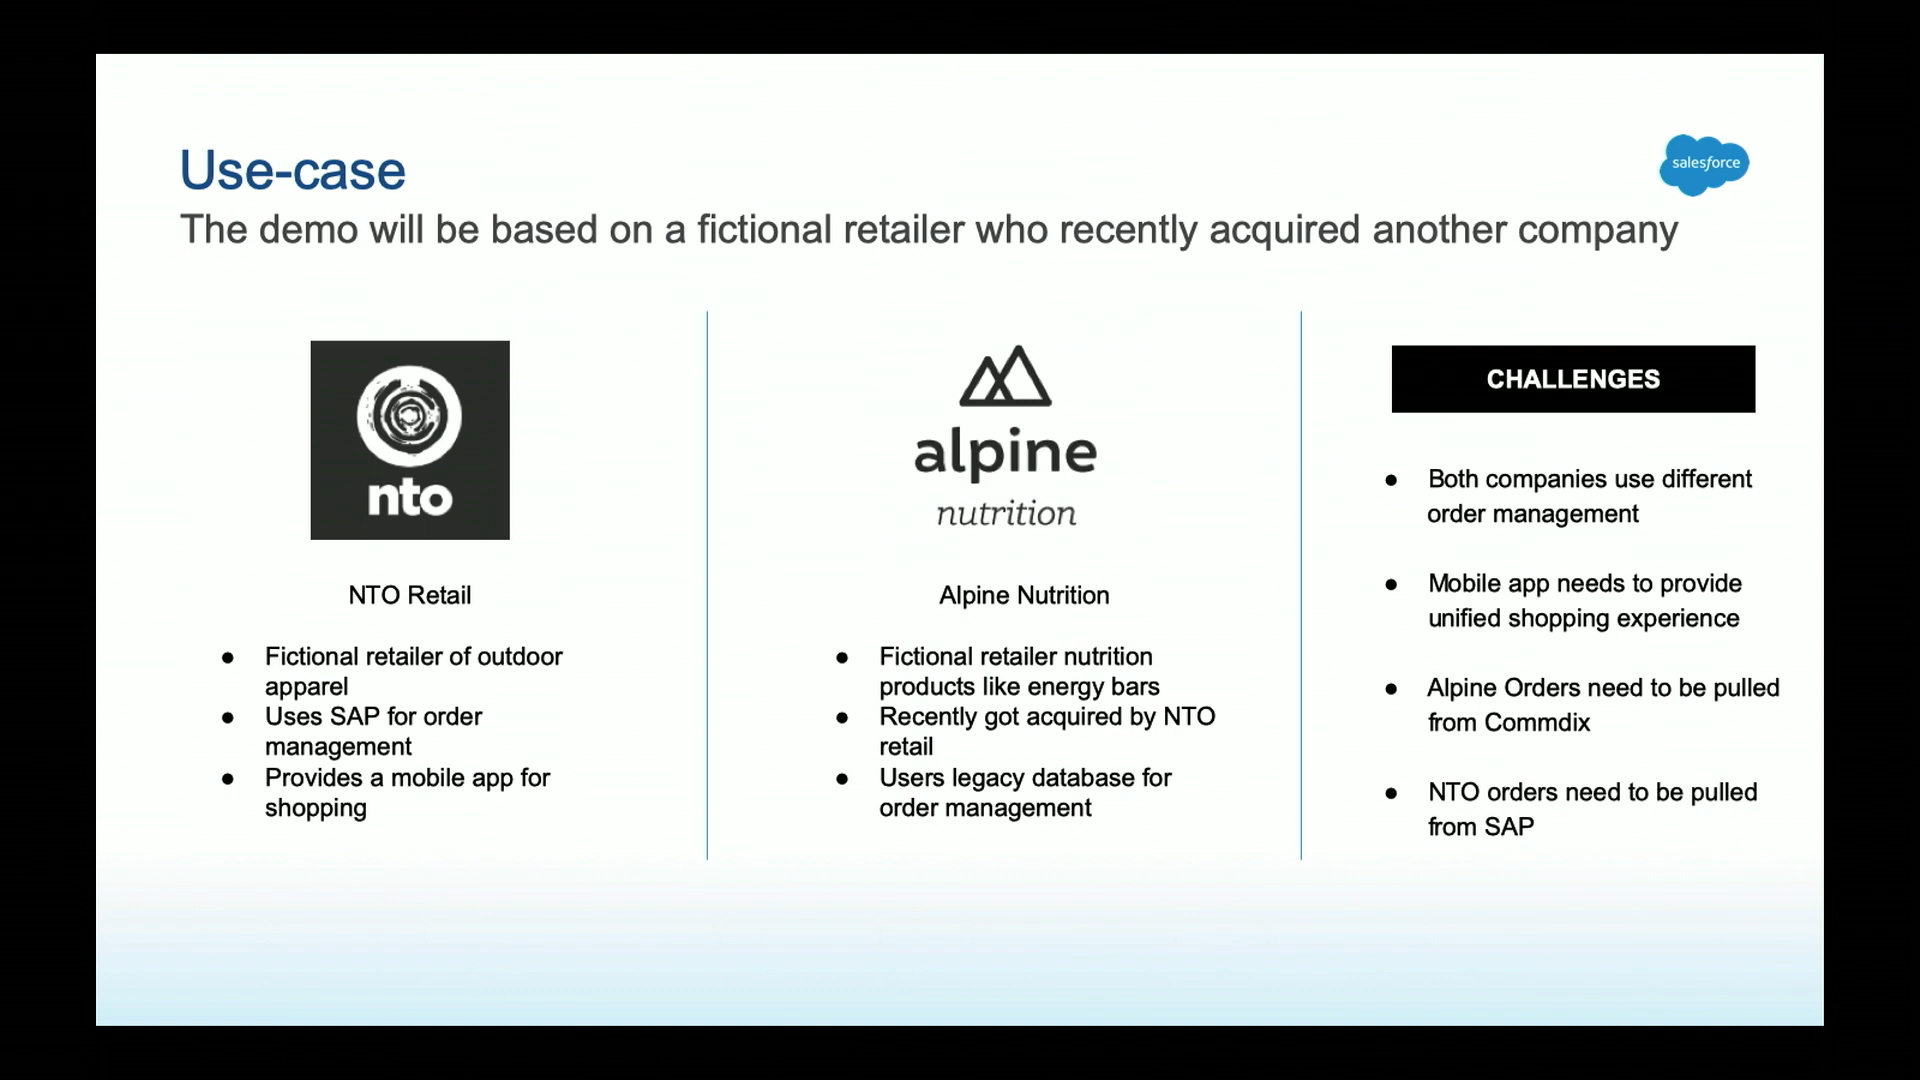 Use-case
salesforce
The demo will be based on a fictional retailer who recently acquired another company
nto
NTO Retail
● Fictional retailer of outdoor
apparel
● Uses SAP for order
management
● Provides a mobile app for
shopping
alpine
nutrition
Alpine Nutrition
● Fictional retailer nutrition
products like energy bars
● Recently got acquired by NTO
retail
● Users legacy database for
order management
CHALLENGES
● Both companies use different
order management
● Mobile app needs to provide
unified shopping experience
● Alpine Orders need to be pulled
from Commdix
● NTO orders need to be pulled
from SAP